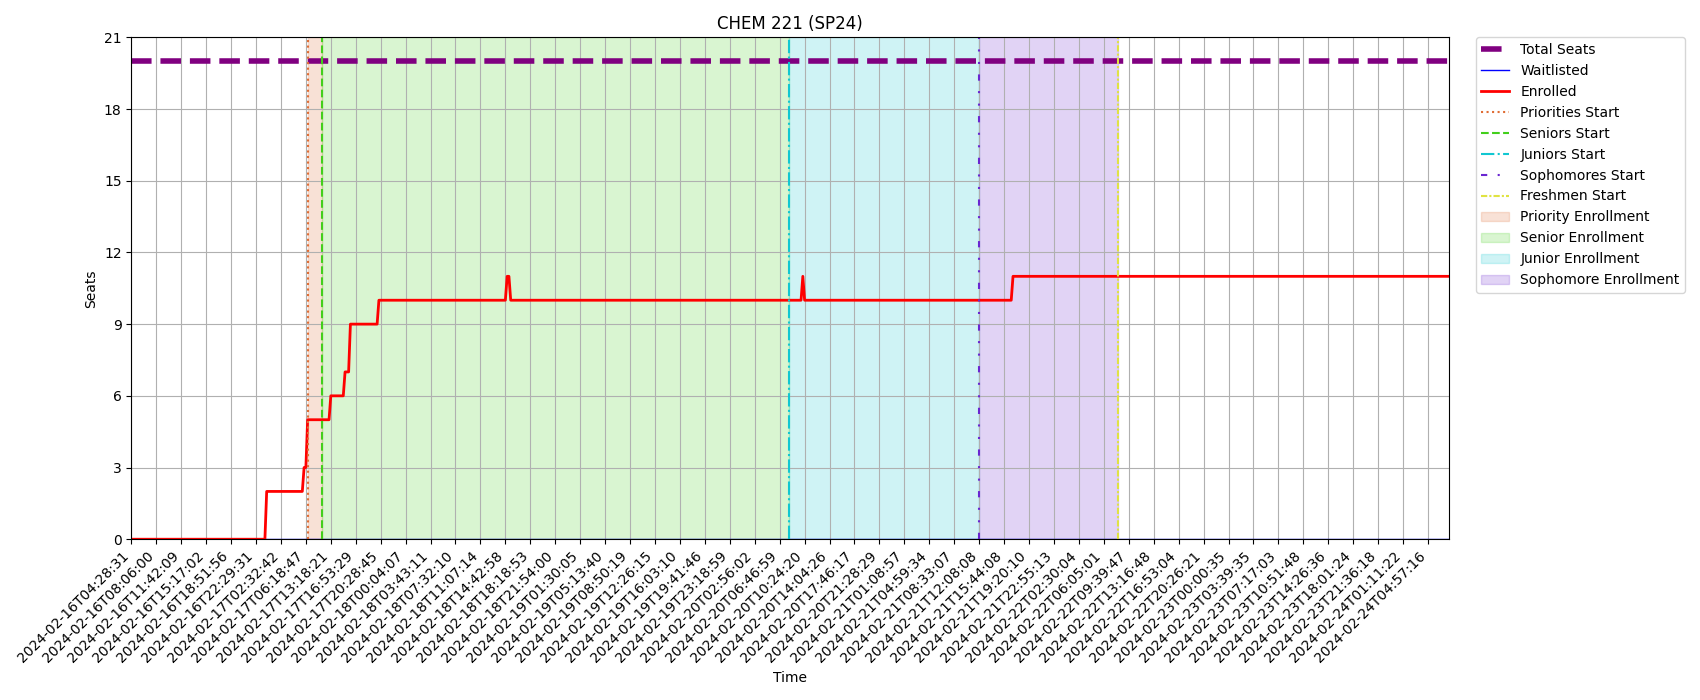 CHEM 221 (SP24)
Seats
21
18
15
12
9
6
3
0
2024-02-16T04:28:31
2024-02-16T08:06:00
2024-02-16T11:42:09
2024-02-16T15:17:02
2024-02-16T18:51:56
2024-02-16T22:29:31
2024-02-17T02:32:42
2024-02-17T06:18:47
2024-02-17T13:18:21
2024-02-17T16:53:29
2024-02-17T20:28:45
2024-02-18T00:04:07
2024-02-18T03:43:11
2024-02-18T07:32:10
2024-02-18T11:07:14
2024-02-18T14:42:58
2024-02-18T18:18:53
2024-02-18T21:54:00
2024-02-19T01:30:05
2024-02-19T05:13:40
2024-02-19T08:50:19
2024-02-19T12:26:15
2024-02-19T16:03:10
2024-02-19T19:41:46
2024-02-19T23:18:59
2024-02-20T02:56:02
2024-02-20T06:46:59
2024-02-20T10:24:20
2024-02-20T14:04:26
2024-02-20T17:46:17
2024-02-20T21:28:29
2024-02-21T01:08:57
2024-02-21T04:59:34
2024-02-21T08:33:07
2024-02-21T12:08:08
2024-02-21T15:44:08
2024-02-21T19:20:10
2024-02-21T22:55:13
2024-02-22T02:30:04
2024-02-22T06:05:01
2024-02-22T09:39:47
2024-02-22T13:16:48
2024-02-22T16:53:04
2024-02-22T20:26:21
2024-02-23T00:00:35
2024-02-23T03:39:35
2024-02-23T07:17:03
2024-02-23T10:51:48
2024-02-23T14:26:36
2024-02-23T18:01:24
2024-02-23T21:36:18
2024-02-24T01:11:22
2024-02-24T04:57:16
Time
Total Seats
Waitlisted
Enrolled
Priorities Start
Seniors Start
Juniors Start
Sophomores Start
Freshmen Start
Priority Enrollment
Senior Enrollment
Junior Enrollment
Sophomore Enrollment